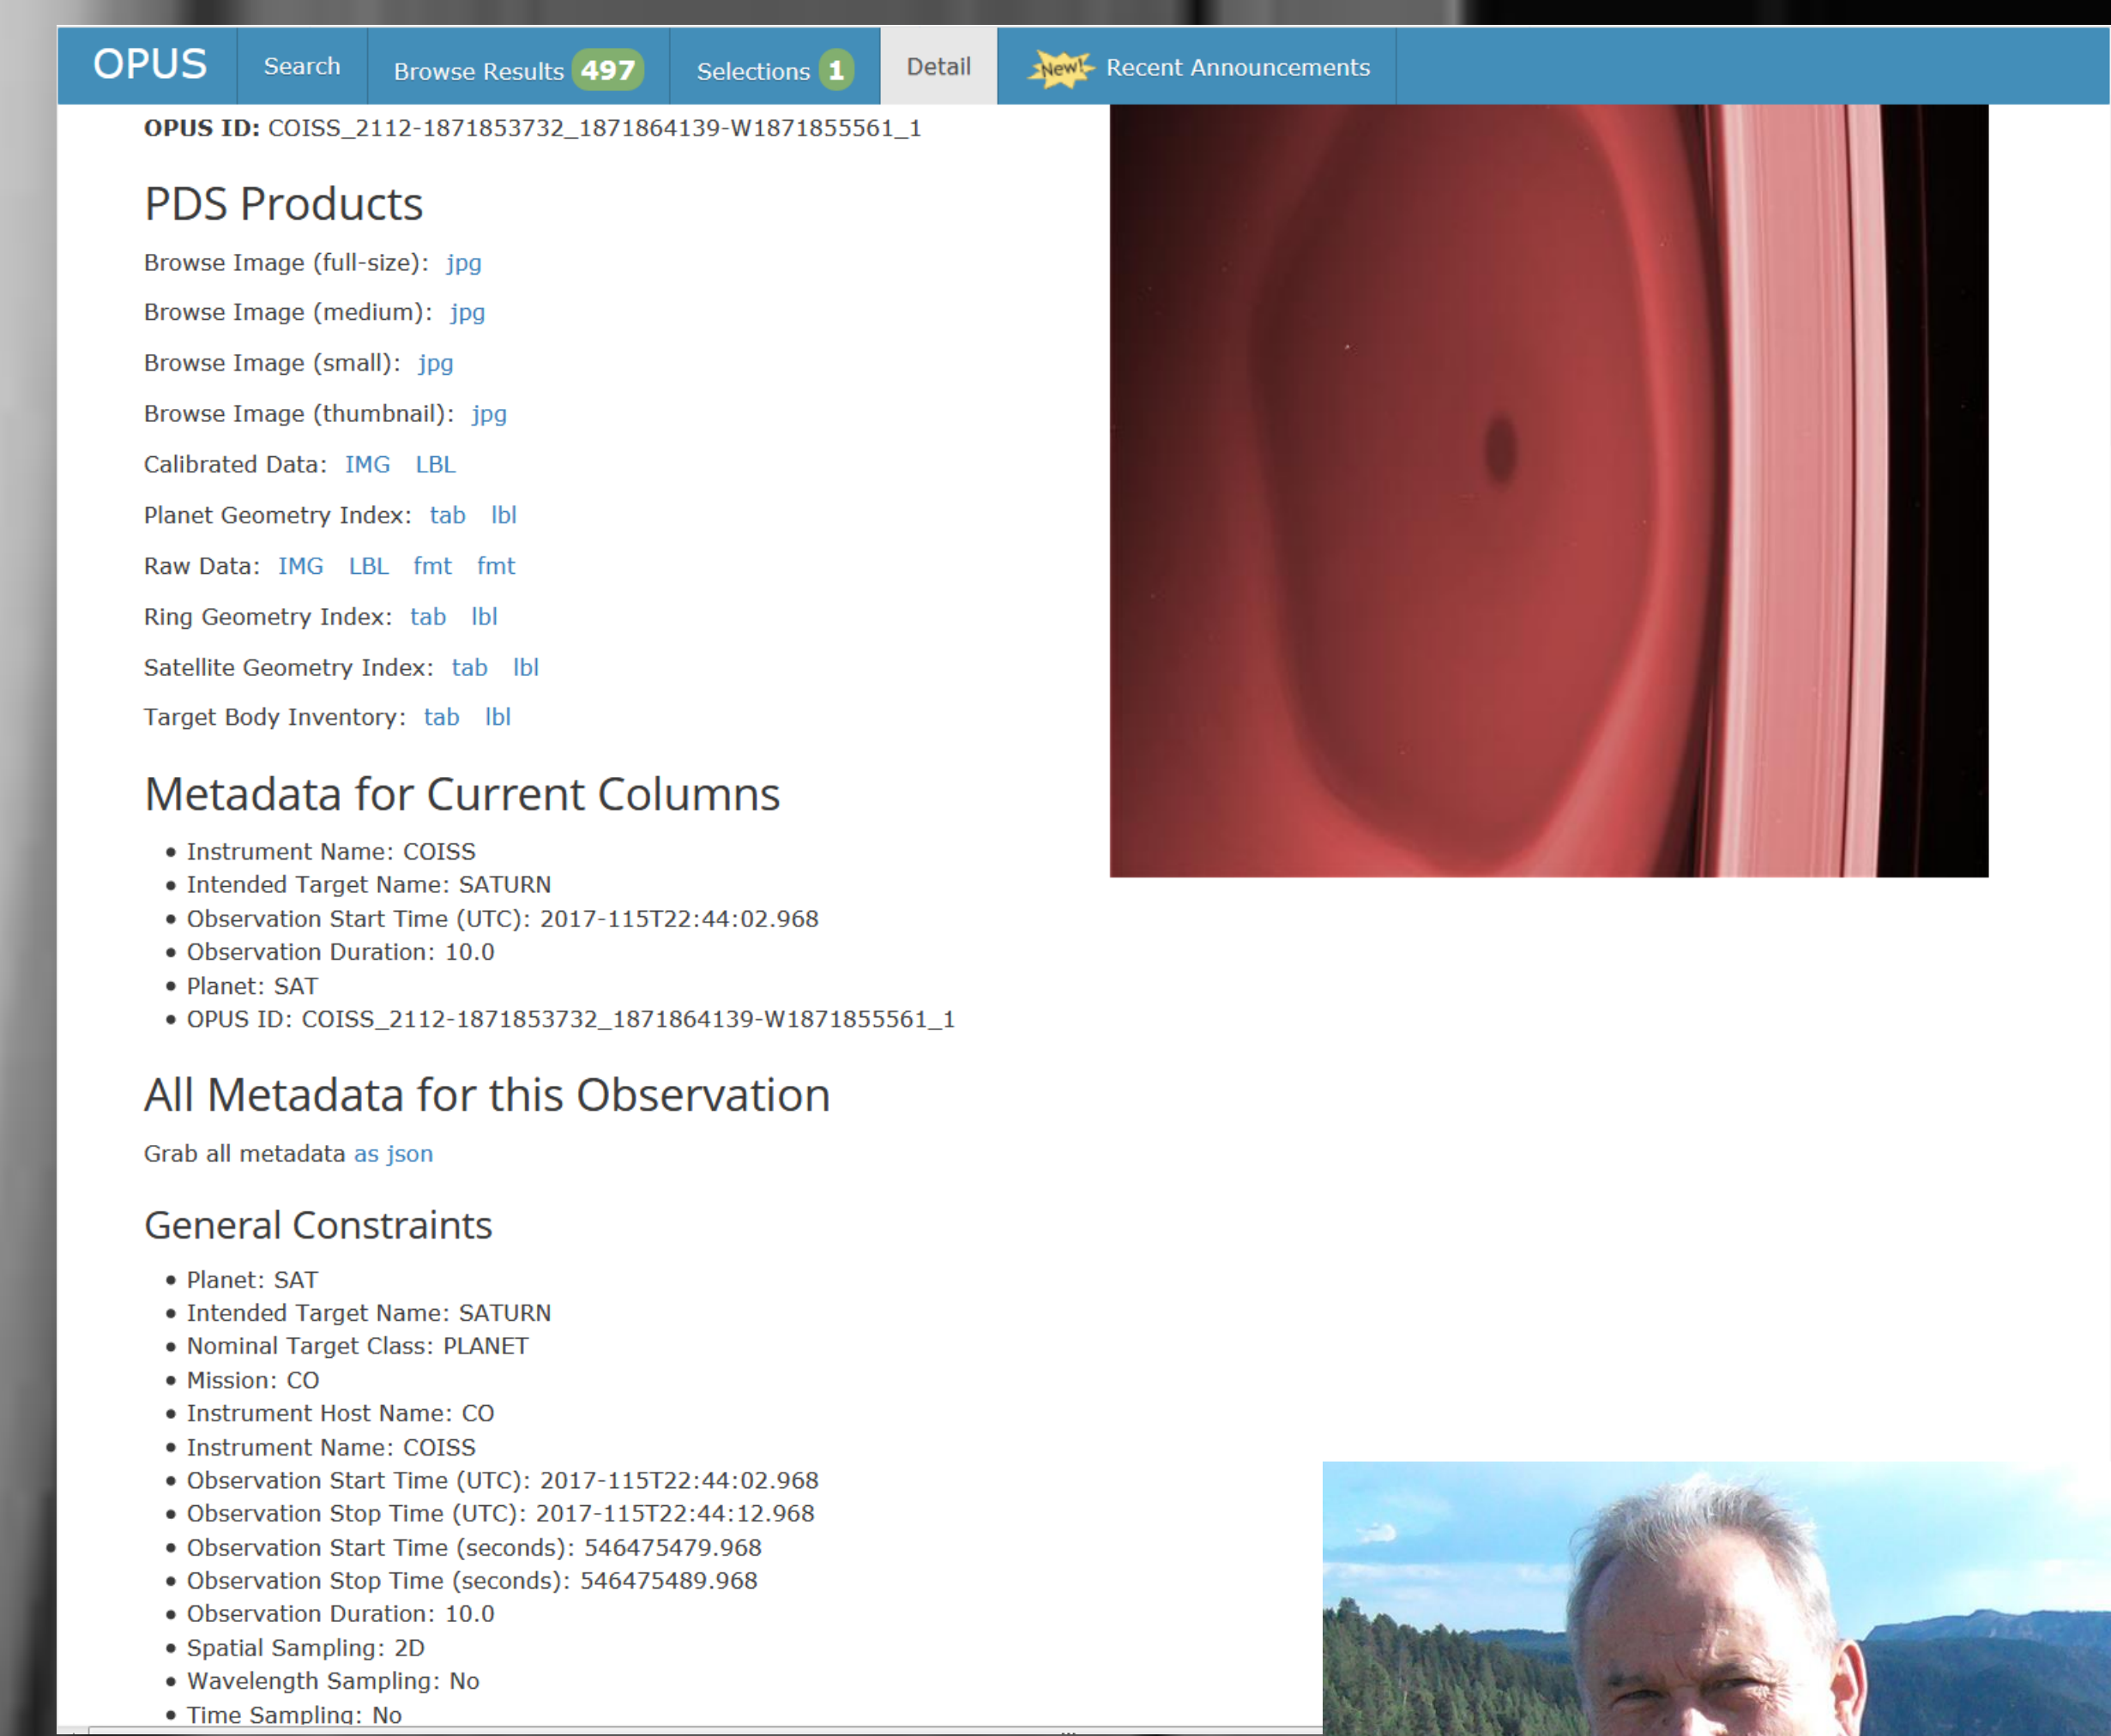 OPUS Search Browse Results 497 Selections 1 Detail New! Recent Announcements
OPUS ID: COISS_2112-1871853732_1871864139-W1871855561_1
PDS Products
Browse Image (full-size): jpg
Browse Image (medium): jpg
Browse Image (small): jpg
Browse Image (thumbnail): jpg
Calibrated Data: IMG LBL
Planet Geometry Index: tab lbl
Raw Data: IMG LBL fmt fmt
Ring Geometry Index: tab lbl
Satellite Geometry Index: tab lbl
Target Body Inventory: tab lbl
Metadata for Current Columns
• Instrument Name: COISS
• Intended Target Name: SATURN
• Observation Start Time (UTC): 2017-115T22:44:02.968
• Observation Duration: 10.0
• Planet: SAT
• OPUS ID: COISS_2112-1871853732_1871864139-W1871855561_1
All Metadata for this Observation
Grab all metadata as json
General Constraints
• Planet: SAT
• Intended Target Name: SATURN
• Nominal Target Class: PLANET
• Mission: CO
• Instrument Host Name: CO
• Instrument Name: COISS
• Observation Start Time (UTC): 2017-115T22:44:02.968
• Observation Stop Time (UTC): 2017-115T22:44:12.968
• Observation Start Time (seconds): 546475479.968
• Observation Stop Time (seconds): 546475489.968
• Observation Duration: 10.0
• Spatial Sampling: 2D
• Wavelength Sampling: No
• Time Sampling: No